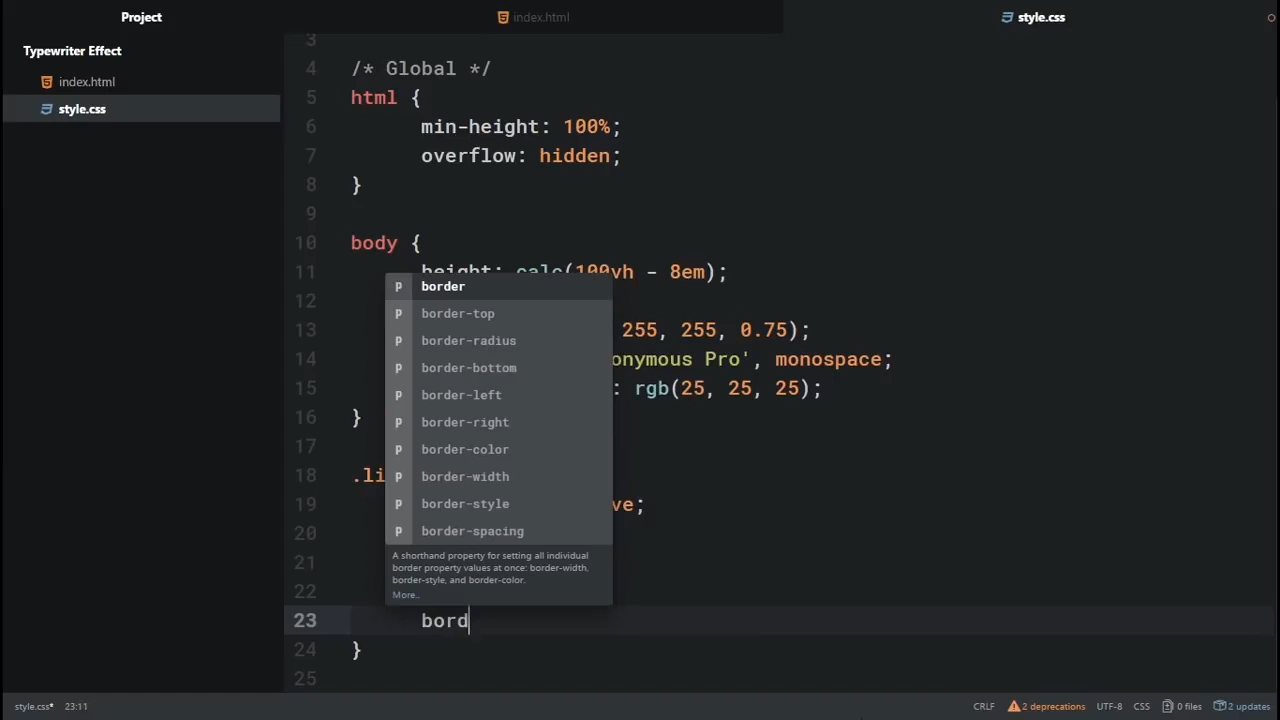 Project
index.html
style.css
Typewriter Effect
index.html
style.css
3
4 /* Global */
5 html {
6 min-height: 100%;
7 overflow: hidden;
8 }
9
10 body {
11 height: calc(100vh - 8em);
12
13 255, 255, 0.75);
14 onymous Pro', monospace;
15 : rgb(25, 25, 25);
16 }
17
18 .li
19 ve;
20
21
22
23 bord
24 }
25
p border
p border-top
p border-radius
p border-bottom
p border-left
p border-right
p border-color
p border-width
p border-style
p border-spacing
A shorthand property for setting all individual
border property values at once: border-width,
border-style, and border-color.
More..
style.css* 23:11 CRLF 2 deprecations UTF-8 CSS 0 files 2 updates